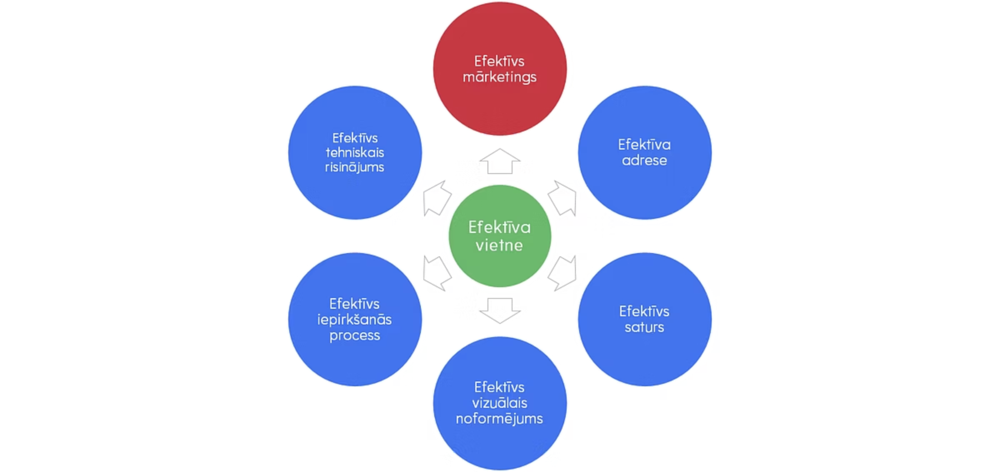 Efektīvs
mārketings
Efektīvs
tehniskais
risinājums
Efektīva
adrese
Efektīva
vietne
Efektīvs
iepirkšanās
process
Efektīvs
saturs
Efektīvs
vizuālais
noformējums